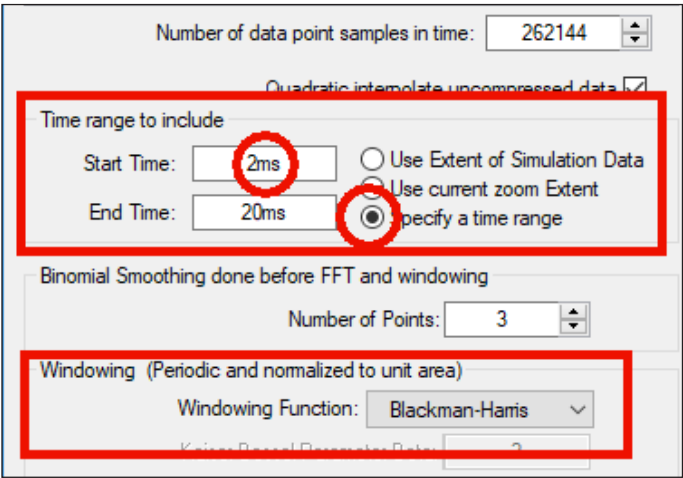 Number of data point samples in time: 262144
Quadratic interpolate uncompressed data
Time range to include
Start Time: 2ms
Use Extent of Simulation Data
Use current zoom Extent
End Time: 20ms
Specify a time range
Binomial Smoothing done before FFT and windowing
Number of Points: 3
Windowing (Periodic and normalized to unit area)
Windowing Function: Blackman-Harris